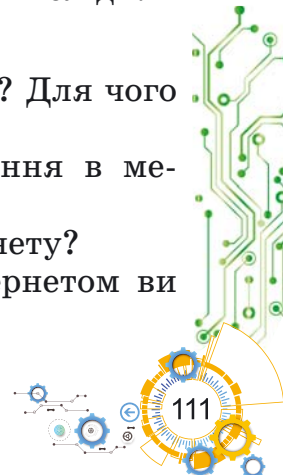 ? Для чого
ння в ме-
нету?
рнетом ви
111